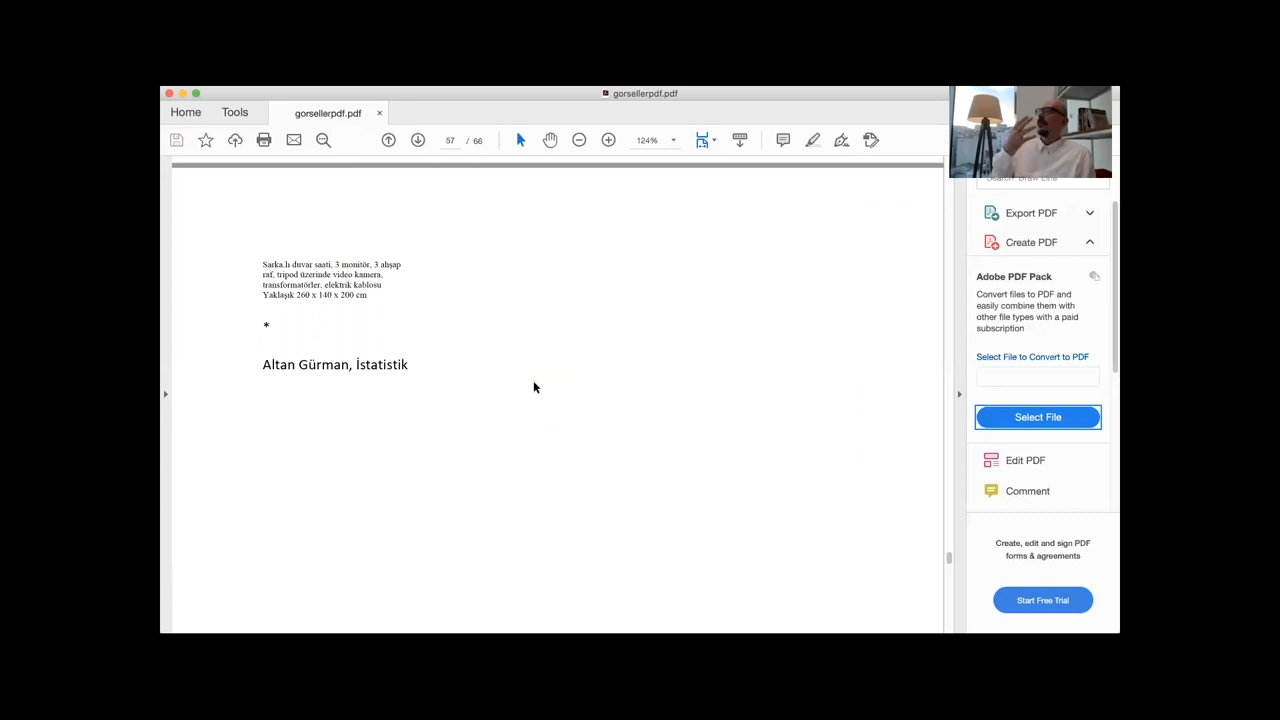 gorsellerpdf.pdf
Home
Tools
gorsellerpdf.pdf
57 / 66
124%
Export PDF
Create PDF
Adobe PDF Pack
Convert files to PDF and
easily combine them with
other file types with a paid
subscription
Select File to Convert to PDF
Select File
Edit PDF
Comment
Create, edit and sign PDF
forms & agreements
Start Free Trial
Sarka.lı duvar saati, 3 monitör, 3 ahşap
raf, tripod üzerinde video kamera,
transformatörler, elektrik kablosu
Yaklaşık 260 x 140 x 200 cm
*
Altan Gürman, İstatistik